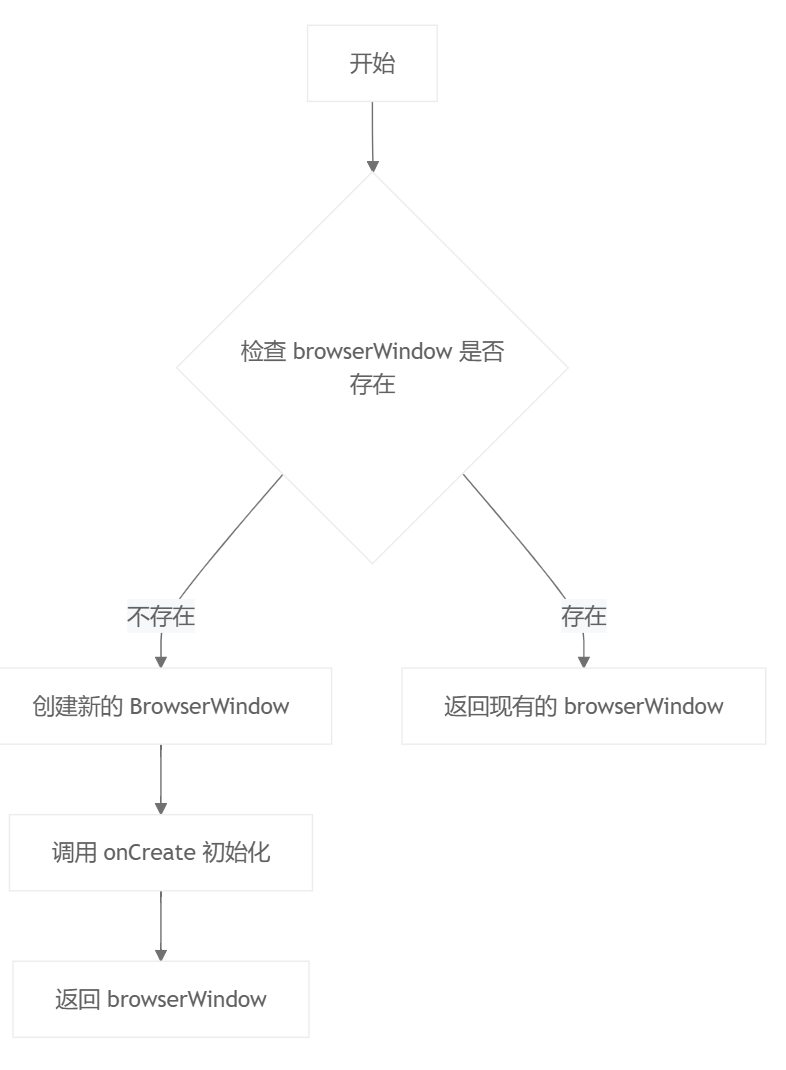 开始
检查 browserWindow 是否
存在
不存在
存在
创建新的 BrowserWindow
返回现有的 browserWindow
调用 onCreate 初始化
返回 browserWindow